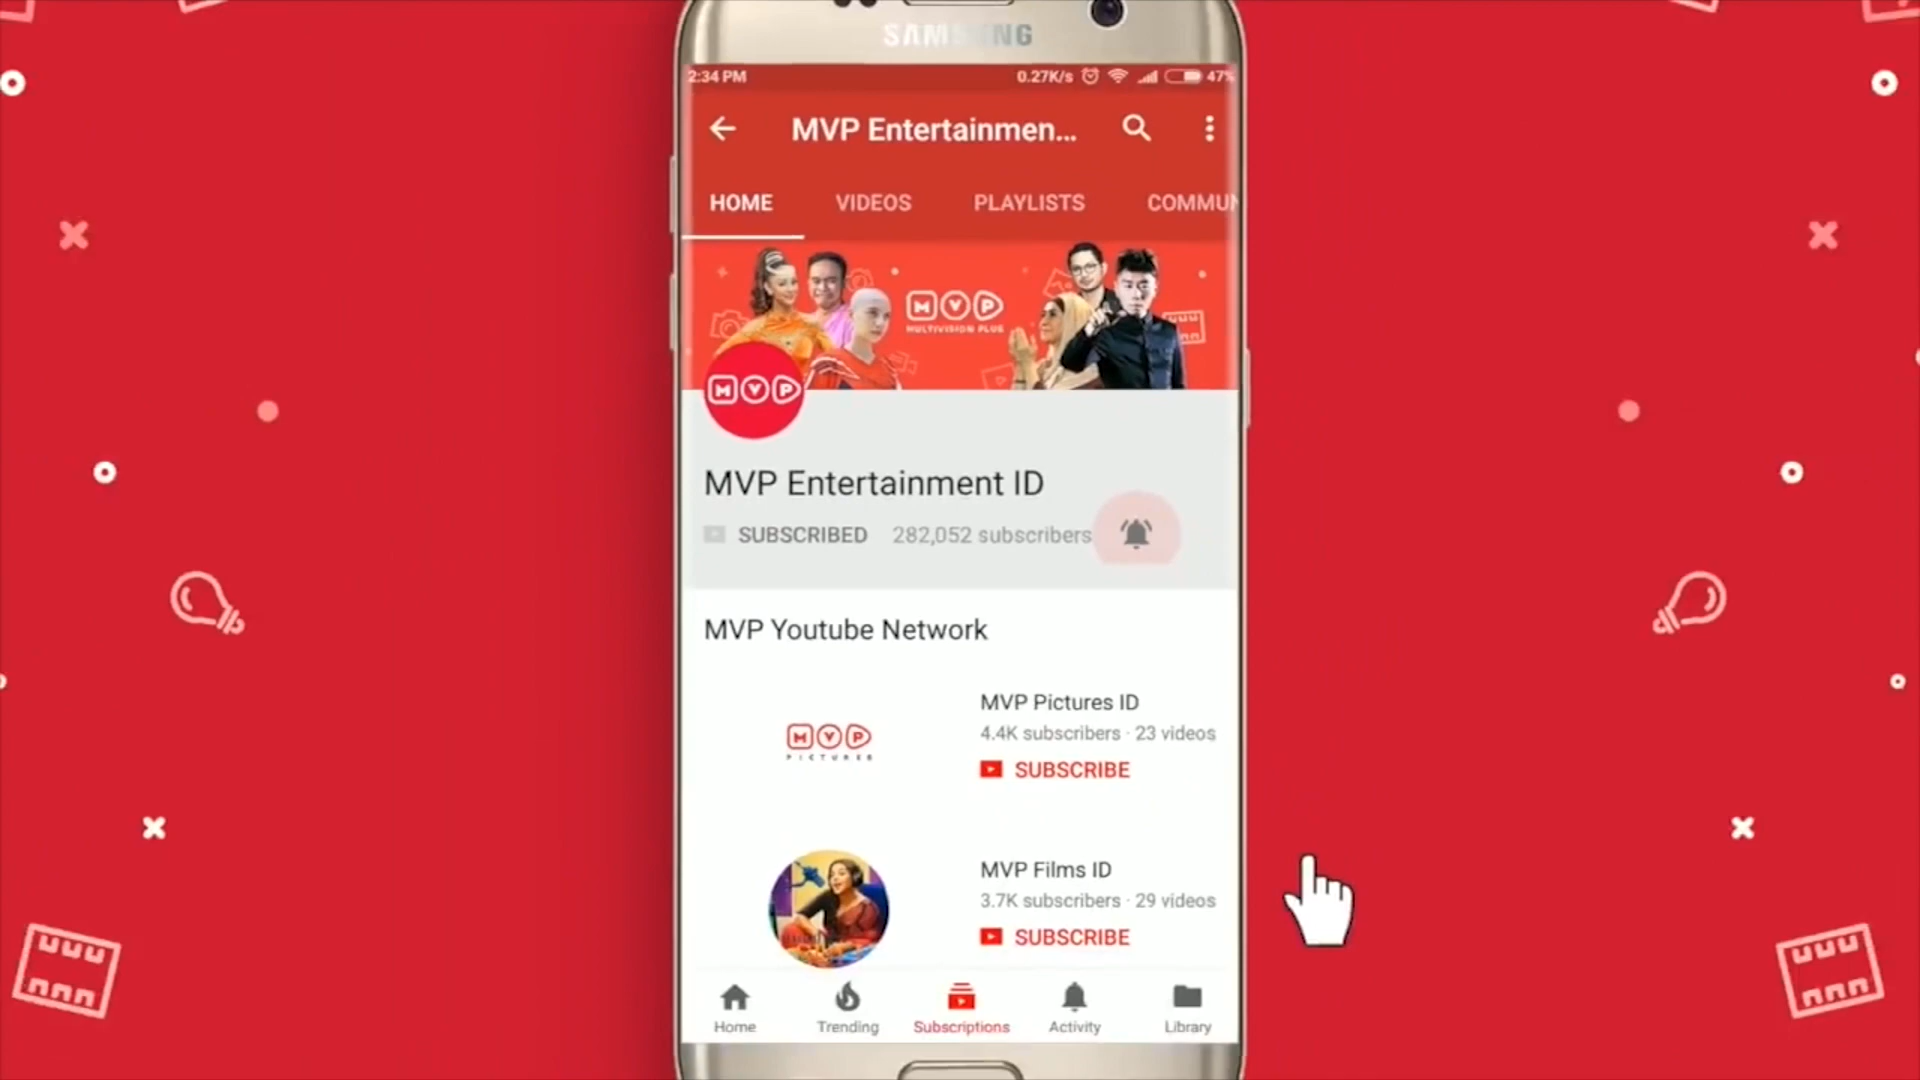 SAMSUNG
2:34 PM 0.27K/s 47%
MVP Entertainmen...
HOME VIDEOS PLAYLISTS COMMUN
MVP
MULTIVISION PLUS
MVP
MVP Entertainment ID
SUBSCRIBED 282,052 subscribers
MVP Youtube Network
MVP
PICTURES
MVP Pictures ID
4.4K subscribers · 23 videos
SUBSCRIBE
MVP Films ID
3.7K subscribers · 29 videos
SUBSCRIBE
Home Trending Subscriptions Activity Library